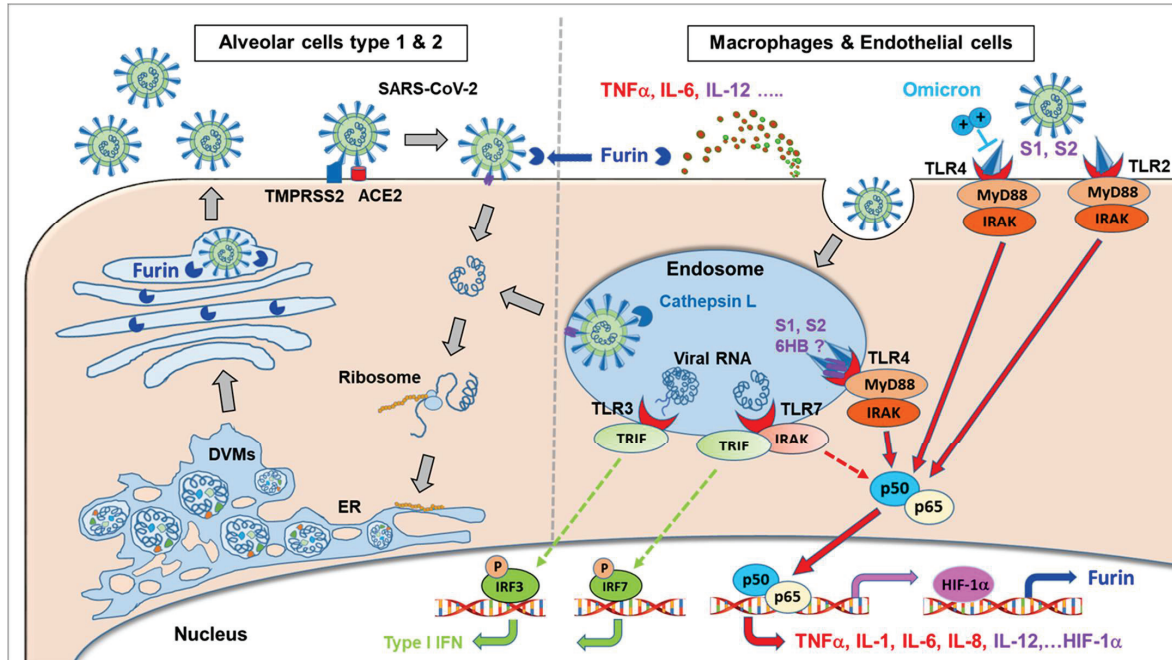 Alveolar cells type 1 & 2
Macrophages & Endothelial cells
SARS-CoV-2
TNFα, IL-6, IL-12 .....
Omicron
+ +
S1, S2
Furin
TLR4
TLR2
TMPRSS2
ACE2
MyD88
MyD88
IRAK
IRAK
Furin
Endosome
Cathepsin L
S1, S2
6HB ?
Viral RNA
TLR4
MyD88
Ribosome
TLR3
TLR7
IRAK
TRIF
TRIF
IRAK
DVMs
p50
p65
ER
P
IRF3
P
IRF7
p50
p65
HIF-1α
Furin
Nucleus
Type I IFN
TNFα, IL-1, IL-6, IL-8, IL-12,...HIF-1α